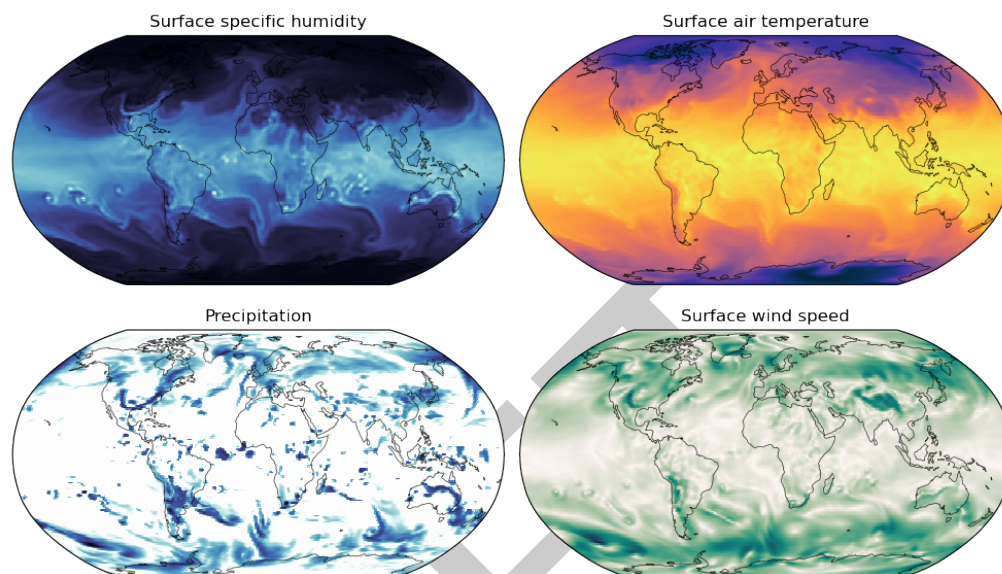 Surface specific humidity
Surface air temperature
Precipitation
Surface wind speed